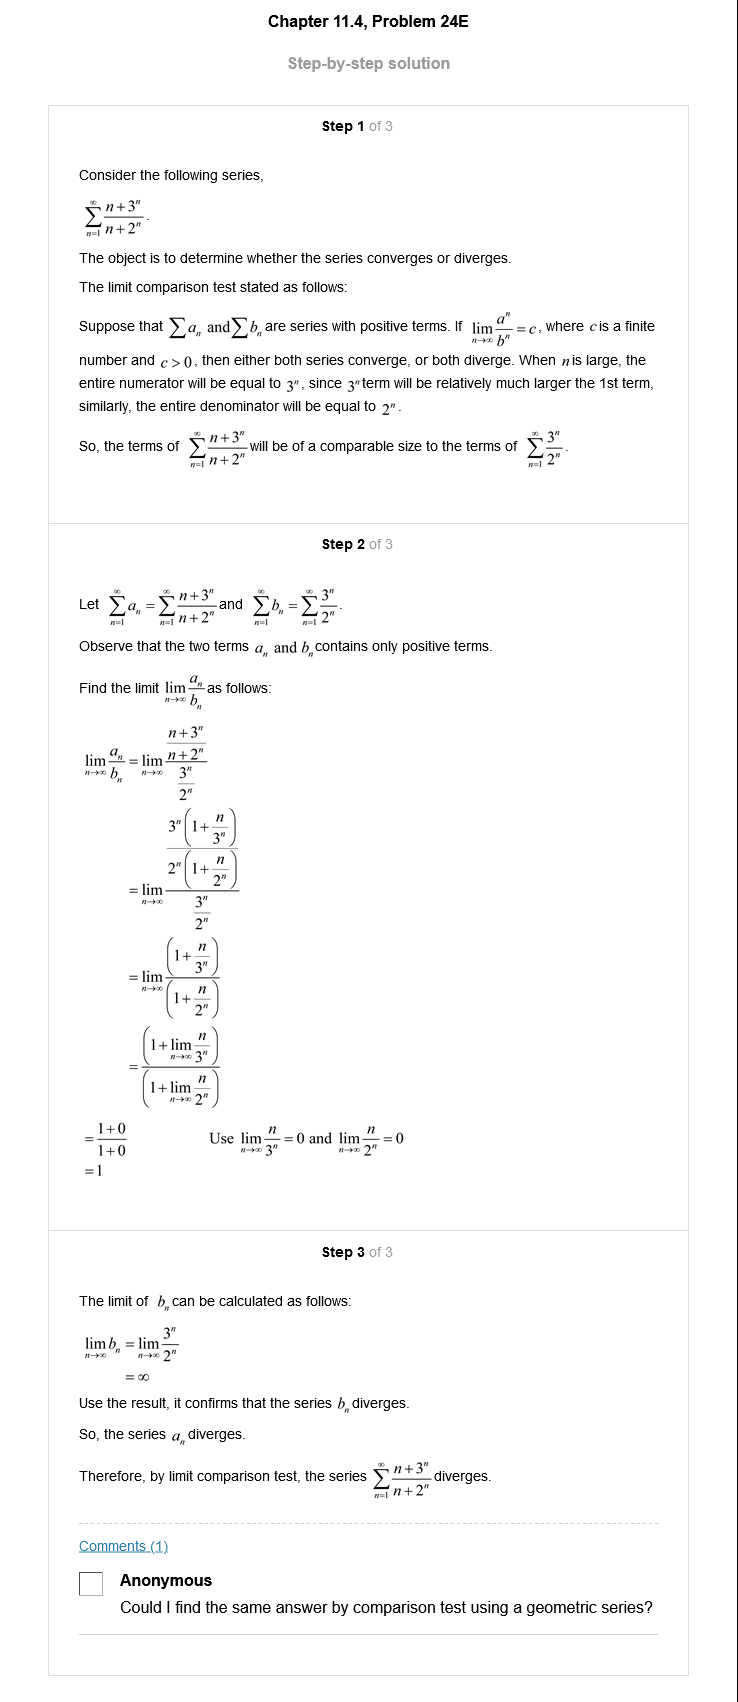 Chapter 11.4, Problem 24E
Step-by-step solution
Step 1 of 3
Consider the following series,
$\sum_{n=1}^{\infty} \frac{n+3^n}{n+2^n}$.
The object is to determine whether the series converges or diverges.
The limit comparison test stated as follows:
Suppose that $\sum a_n$ and $\sum b_n$ are series with positive terms. If $\lim_{n\to\infty} \frac{a^n}{b^n} = c$, where $c$ is a finite
number and $c > 0$, then either both series converge, or both diverge. When $n$ is large, the
entire numerator will be equal to $3^n$, since $3^n$ term will be relatively much larger the 1st term,
similarly, the entire denominator will be equal to $2^n$.
So, the terms of $\sum_{n=1}^{\infty} \frac{n+3^n}{n+2^n}$ will be of a comparable size to the terms of $\sum_{n=1}^{\infty} \frac{3^n}{2^n}$.
Step 2 of 3
Let $\sum_{n=1}^{\infty} a_n = \sum_{n=1}^{\infty} \frac{n+3^n}{n+2^n}$ and $\sum_{n=1}^{\infty} b_n = \sum_{n=1}^{\infty} \frac{3^n}{2^n}$.
Observe that the two terms $a_n$ and $b_n$ contains only positive terms.
Find the limit $\lim_{n\to\infty} \frac{a_n}{b_n}$ as follows:
$\lim_{n\to\infty} \frac{a_n}{b_n} = \lim_{n\to\infty} \frac{\frac{n+3^n}{n+2^n}}{\frac{3^n}{2^n}}$
$= \lim_{n\to\infty} \frac{\frac{3^n\left(1+\frac{n}{3^n}\right)}{2^n\left(1+\frac{n}{2^n}\right)}}{\frac{3^n}{2^n}}$
$= \lim_{n\to\infty} \frac{\left(1+\frac{n}{3^n}\right)}{\left(1+\frac{n}{2^n}\right)}$
$= \frac{\left(1+\lim_{n\to\infty}\frac{n}{3^n}\right)}{\left(1+\lim_{n\to\infty}\frac{n}{2^n}\right)}$
$= \frac{1+0}{1+0}$ Use $\lim_{n\to\infty} \frac{n}{3^n} = 0$ and $\lim_{n\to\infty} \frac{n}{2^n} = 0$
$= 1$
Step 3 of 3
The limit of $b_n$ can be calculated as follows:
$\lim_{n\to\infty} b_n = \lim_{n\to\infty} \frac{3^n}{2^n}$
$= \infty$
Use the result, it confirms that the series $b_n$ diverges.
So, the series $a_n$ diverges.
Therefore, by limit comparison test, the series $\sum_{n=1}^{\infty} \frac{n+3^n}{n+2^n}$ diverges.
Comments (1)
Anonymous
Could I find the same answer by comparison test using a geometric series?